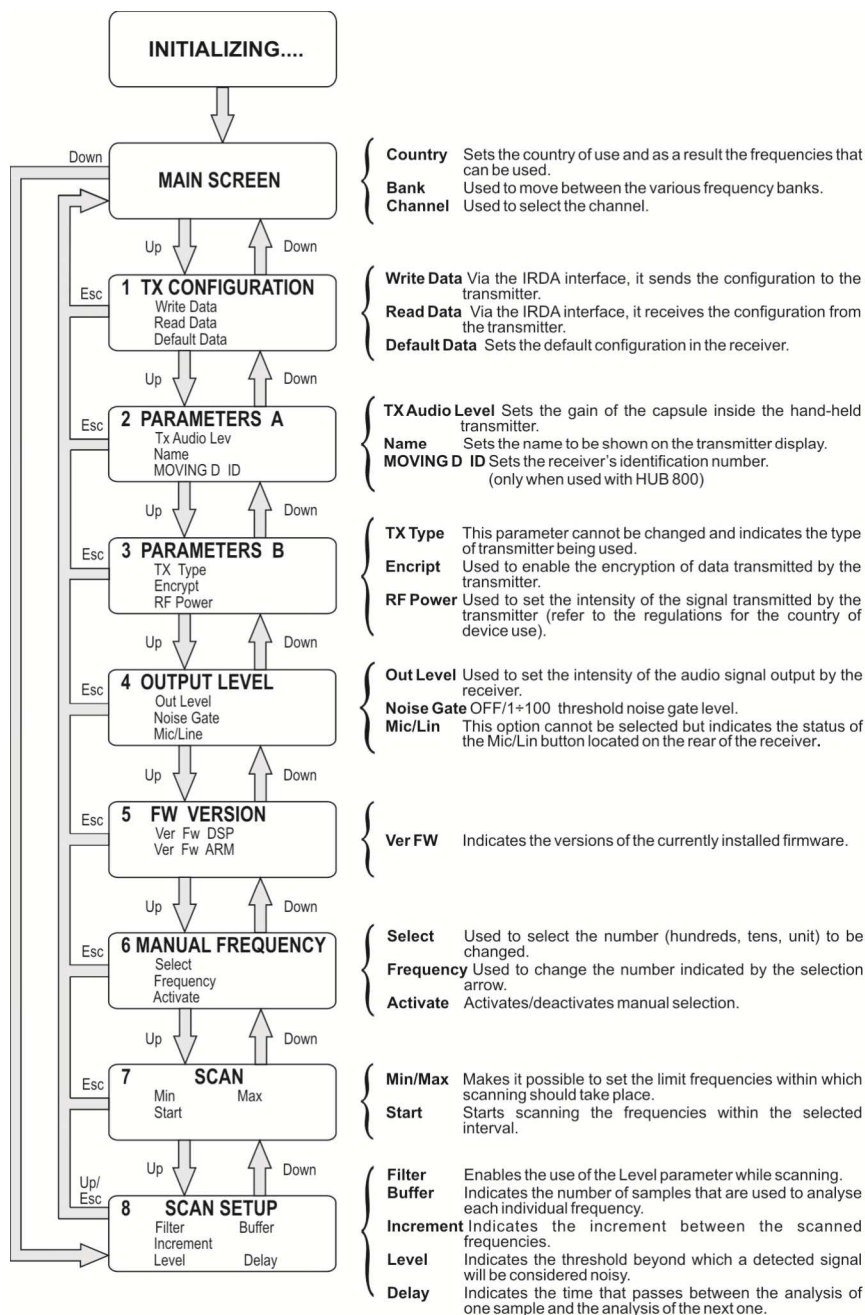 INITIALIZING....
Down
MAIN SCREEN
Country Sets the country of use and as a result the frequencies that
can be used.
Bank Used to move between the various frequency banks.
Channel Used to select the channel.
Up Down
Esc
1 TX CONFIGURATION
Write Data
Read Data
Default Data
Write Data Via the IRDA interface, it sends the configuration to the
transmitter.
Read Data Via the IRDA interface, it receives the configuration from
the transmitter.
Default Data Sets the default configuration in the receiver.
Up Down
Esc
2 PARAMETERS A
Tx Audio Lev
Name
MOVING D ID
TX Audio Level Sets the gain of the capsule inside the hand-held
transmitter.
Name Sets the name to be shown on the transmitter display.
MOVING D ID Sets the receiver's identification number.
(only when used with HUB 800)
Up Down
Esc
3 PARAMETERS B
TX Type
Encrypt
RF Power
TX Type This parameter cannot be changed and indicates the type
of transmitter being used.
Encript Used to enable the encryption of data transmitted by the
transmitter.
RF Power Used to set the intensity of the signal transmitted by the
transmitter (refer to the regulations for the country of
device use).
Up Down
Esc
4 OUTPUT LEVEL
Out Level
Noise Gate
Mic/Line
Out Level Used to set the intensity of the audio signal output by the
receiver.
Noise Gate OFF/1÷100 threshold noise gate level.
Mic/Lin This option cannot be selected but indicates the status of
the Mic/Lin button located on the rear of the receiver.
Up Down
Esc
5 FW VERSION
Ver Fw DSP
Ver Fw ARM
Ver FW Indicates the versions of the currently installed firmware.
Up Down
Esc
6 MANUAL FREQUENCY
Select
Frequency
Activate
Select Used to select the number (hundreds, tens, unit) to be
changed.
Frequency Used to change the number indicated by the selection
arrow.
Activate Activates/deactivates manual selection.
Up Down
Esc
7 SCAN
Min Max
Start
Min/Max Makes it possible to set the limit frequencies within which
scanning should take place.
Start Starts scanning the frequencies within the selected
interval.
Up Down
Up/
Esc
8 SCAN SETUP
Filter Buffer
Increment
Level Delay
Filter Enables the use of the Level parameter while scanning.
Buffer Indicates the number of samples that are used to analyse
each individual frequency.
Increment Indicates the increment between the scanned
frequencies.
Level Indicates the threshold beyond which a detected signal
will be considered noisy.
Delay Indicates the time that passes between the analysis of
one sample and the analysis of the next one.